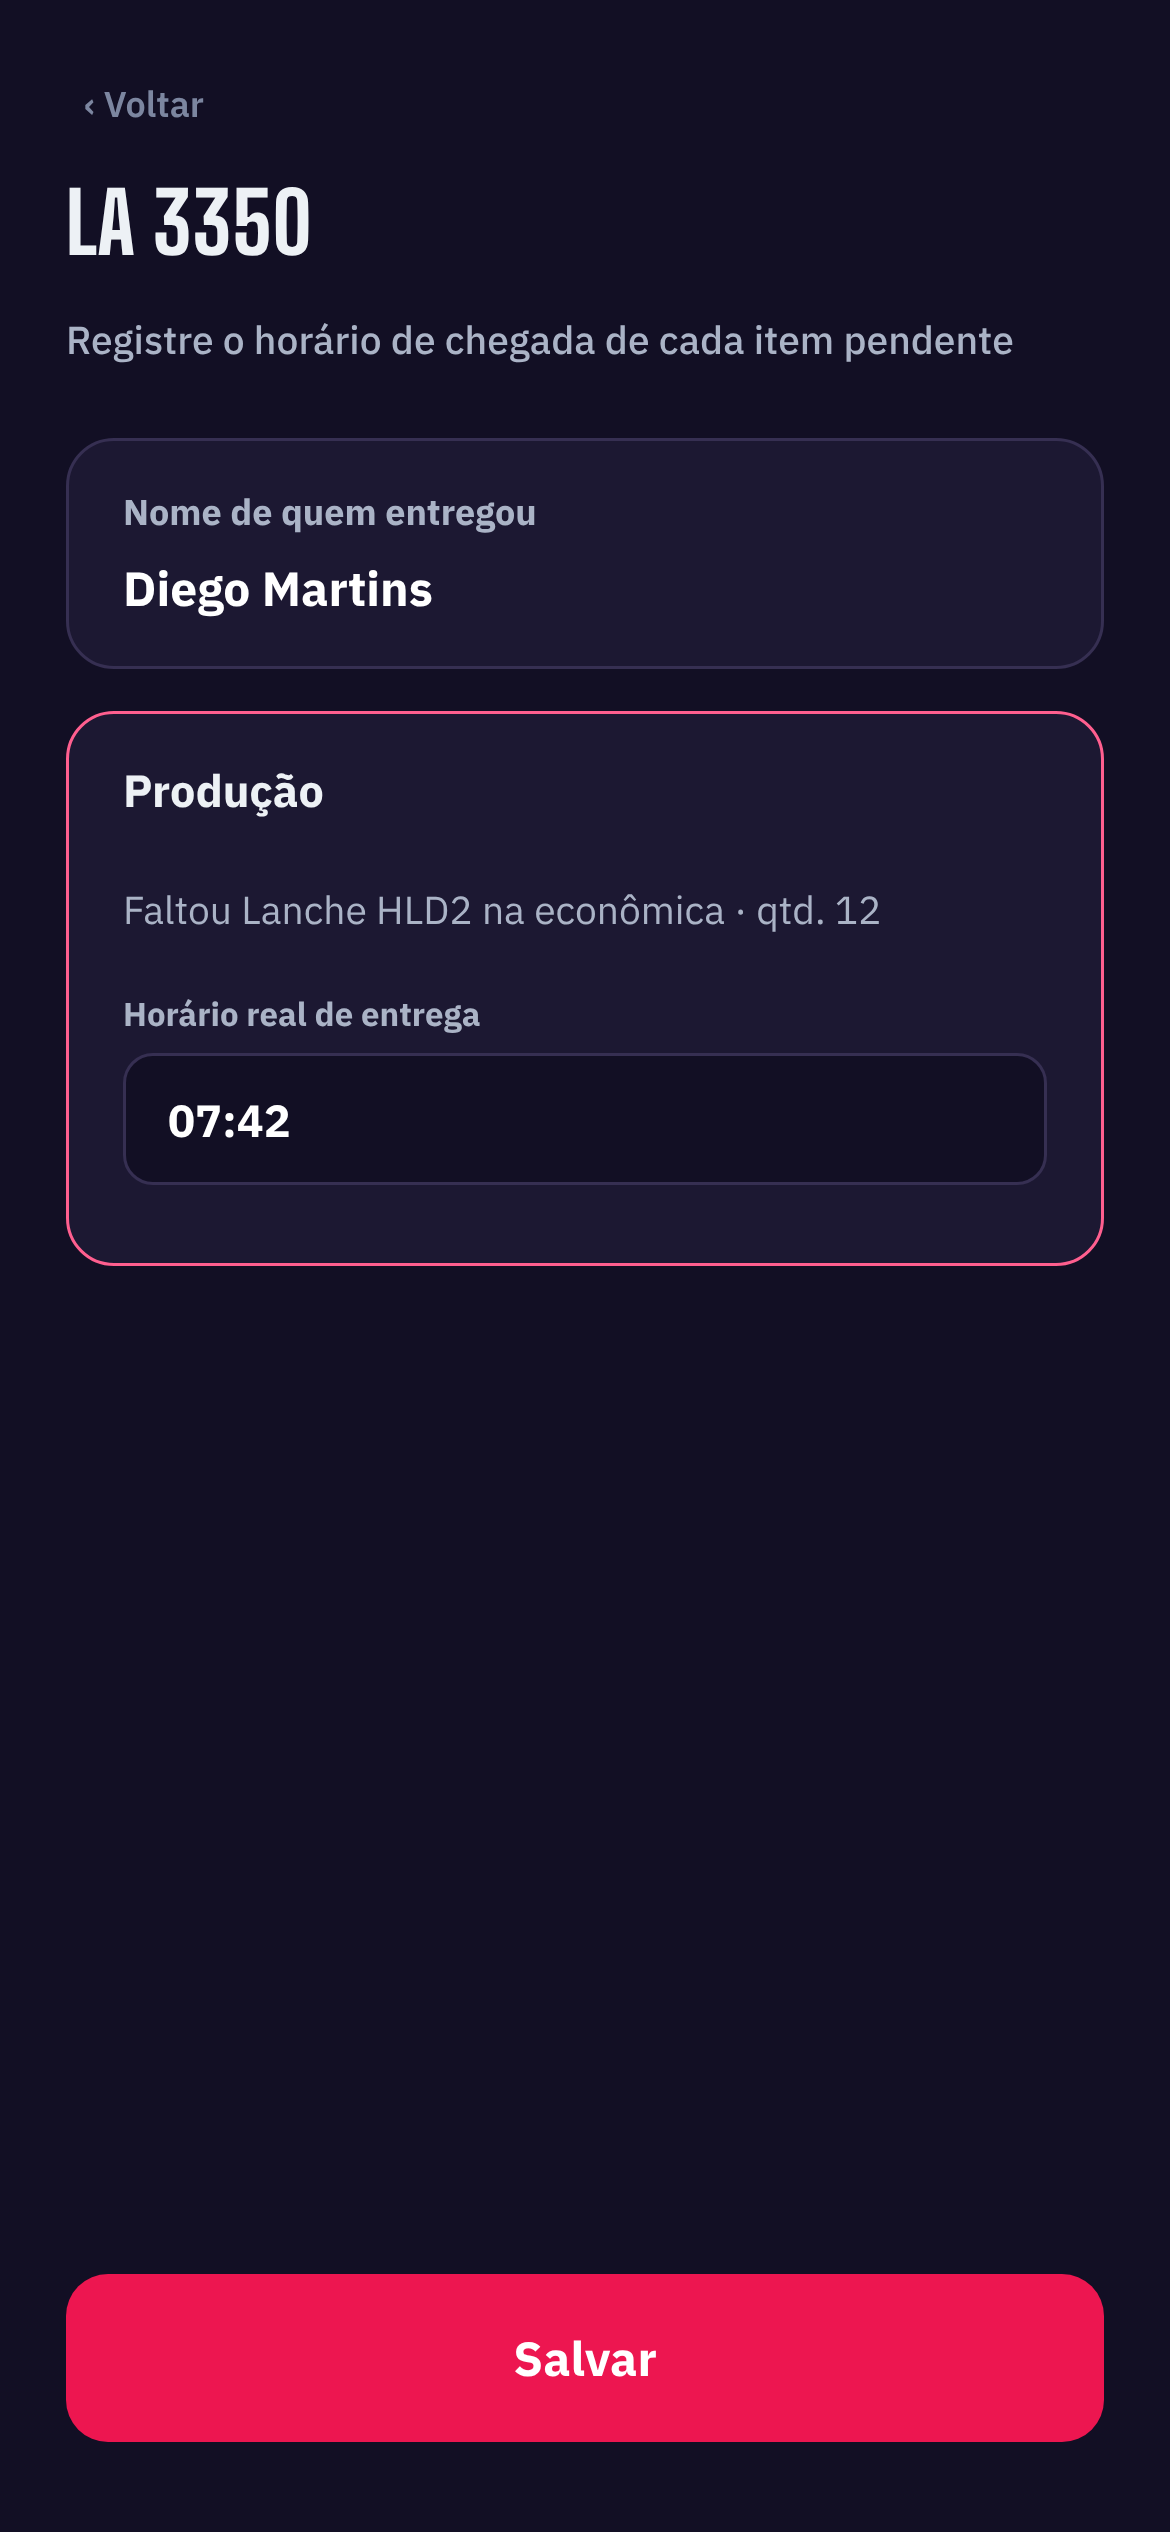 ‹ Voltar
LA 3350
Registre o horário de chegada de cada item pendente
Nome de quem entregou
Diego Martins
Produção
Faltou Lanche HLD2 na econômica · qtd. 12
Horário real de entrega
07:42
Salvar